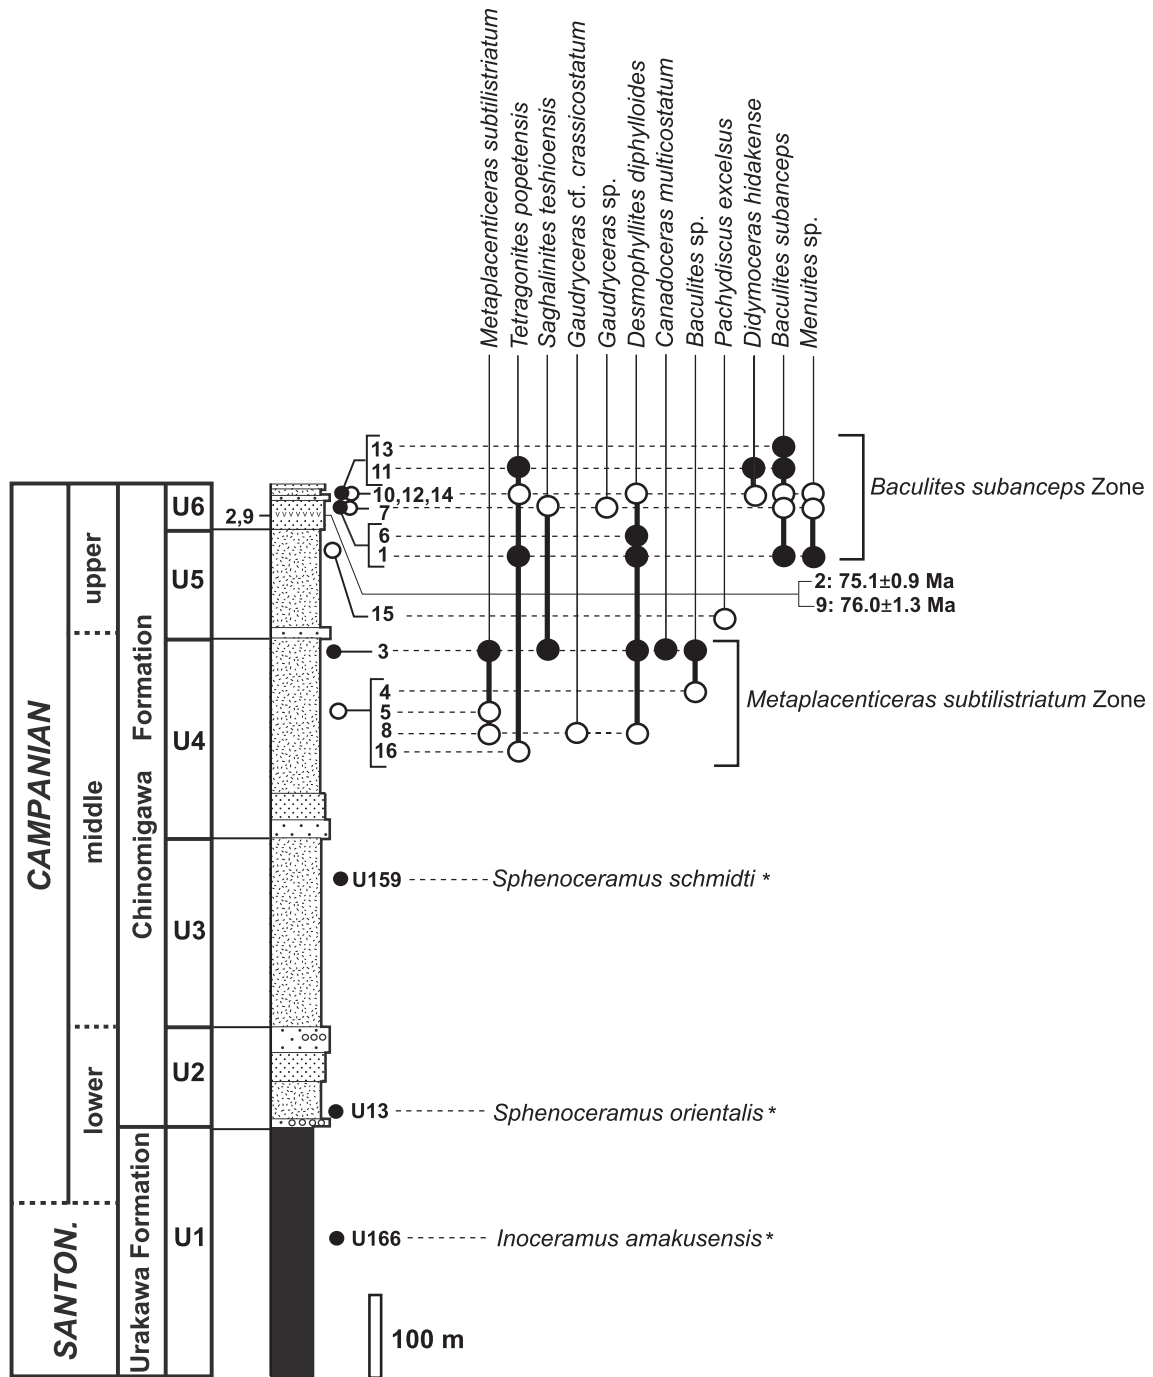 Metaplacenticeras subtilistriatum
Tetragonites popetensis
Saghalinites teshioensis
Gaudryceras cf. crassicostatum
Gaudryceras sp.
Desmophyllites diphylloides
Canadoceras multicostatum
Baculites sp.
Pachydiscus excelsus
Didymoceras hidakense
Baculites subanceps
Menuites sp.
13
11
10,12,14
7
2,9
6
1
15
3
4
5
8
16
Baculites subanceps Zone
2: 75.1±0.9 Ma
9: 76.0±1.3 Ma
Metaplacenticeras subtilistriatum Zone
U159
Sphenoceramus schmidti *
U13
Sphenoceramus orientalis *
U166
Inoceramus amakusensis *
100 m
CAMPANIAN
SANTON.
upper
middle
lower
Chinomigawa Formation
Urakawa Formation
U6
U5
U4
U3
U2
U1